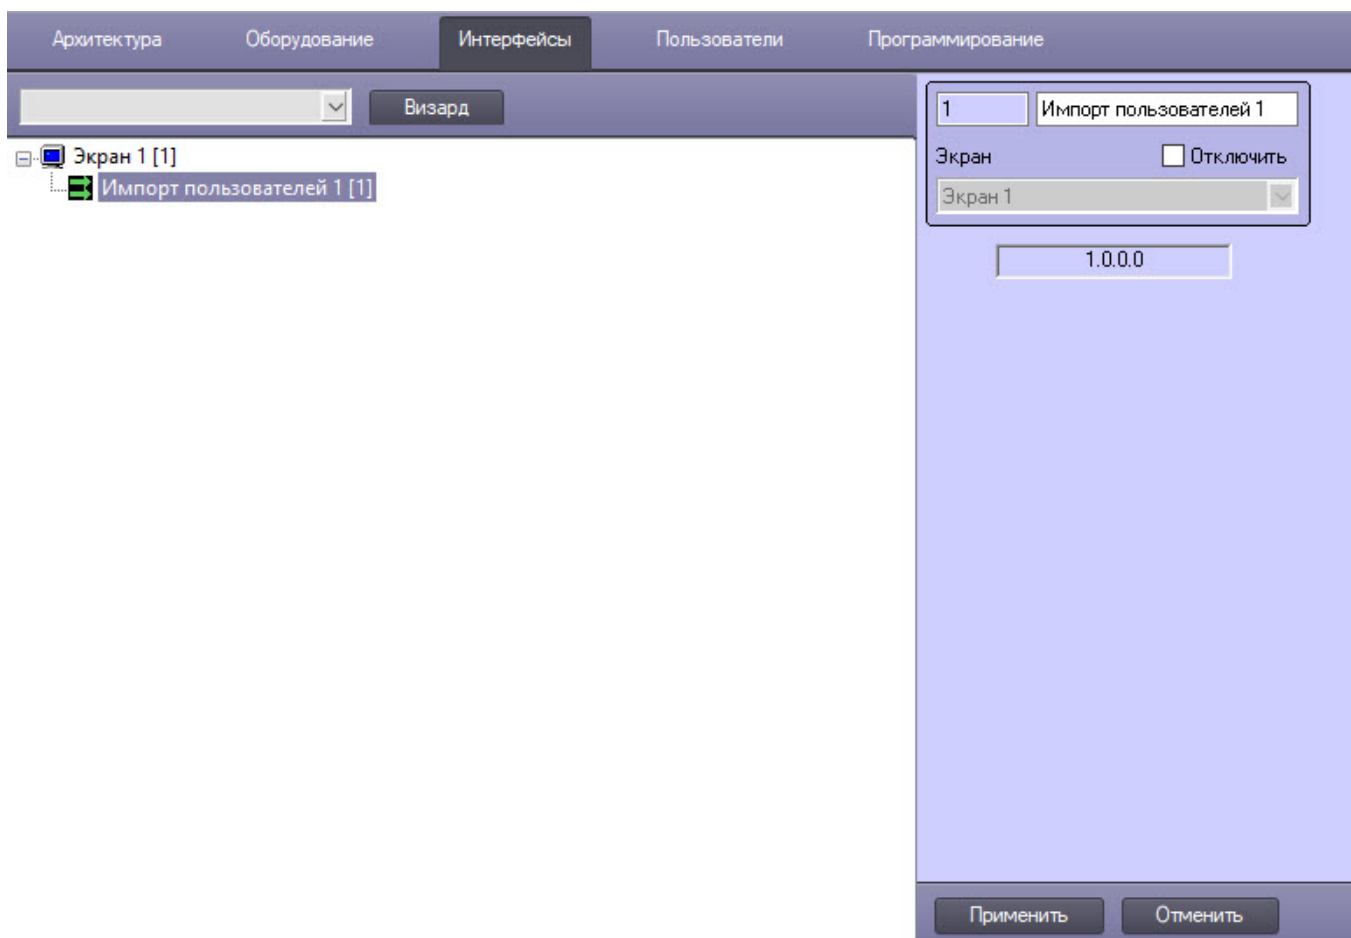 Архитектура Оборудование Интерфейсы Пользователи Программирование
Визард
Экран 1 [1]
Импорт пользователей 1 [1]
1 Импорт пользователей 1
Экран Отключить
Экран 1
1.0.0.0
Применить Отменить